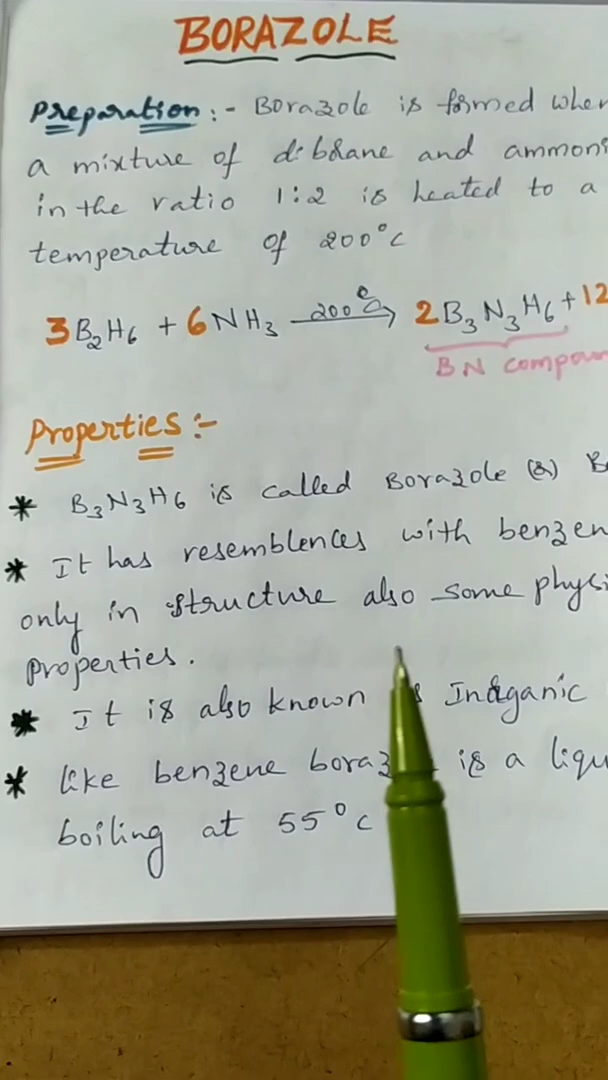 BORAZOLE
Preparation :- Borazole is formed when
a mixture of dibrane and ammoni
in the ratio 1:2 is heated to a
temperature of 200°C
3B₂H₆ + 6NH₃ 200°C → 2B₃N₃H₆ + 12
BN compoun
Properties :-
* B₃N₃H₆ is called Borazole (or) B
* It has resemblences with benzen
only in structure also some physi
properties.
* It is also known Inorganic
* like benzene boraz is a liqu
boiling at 55°C